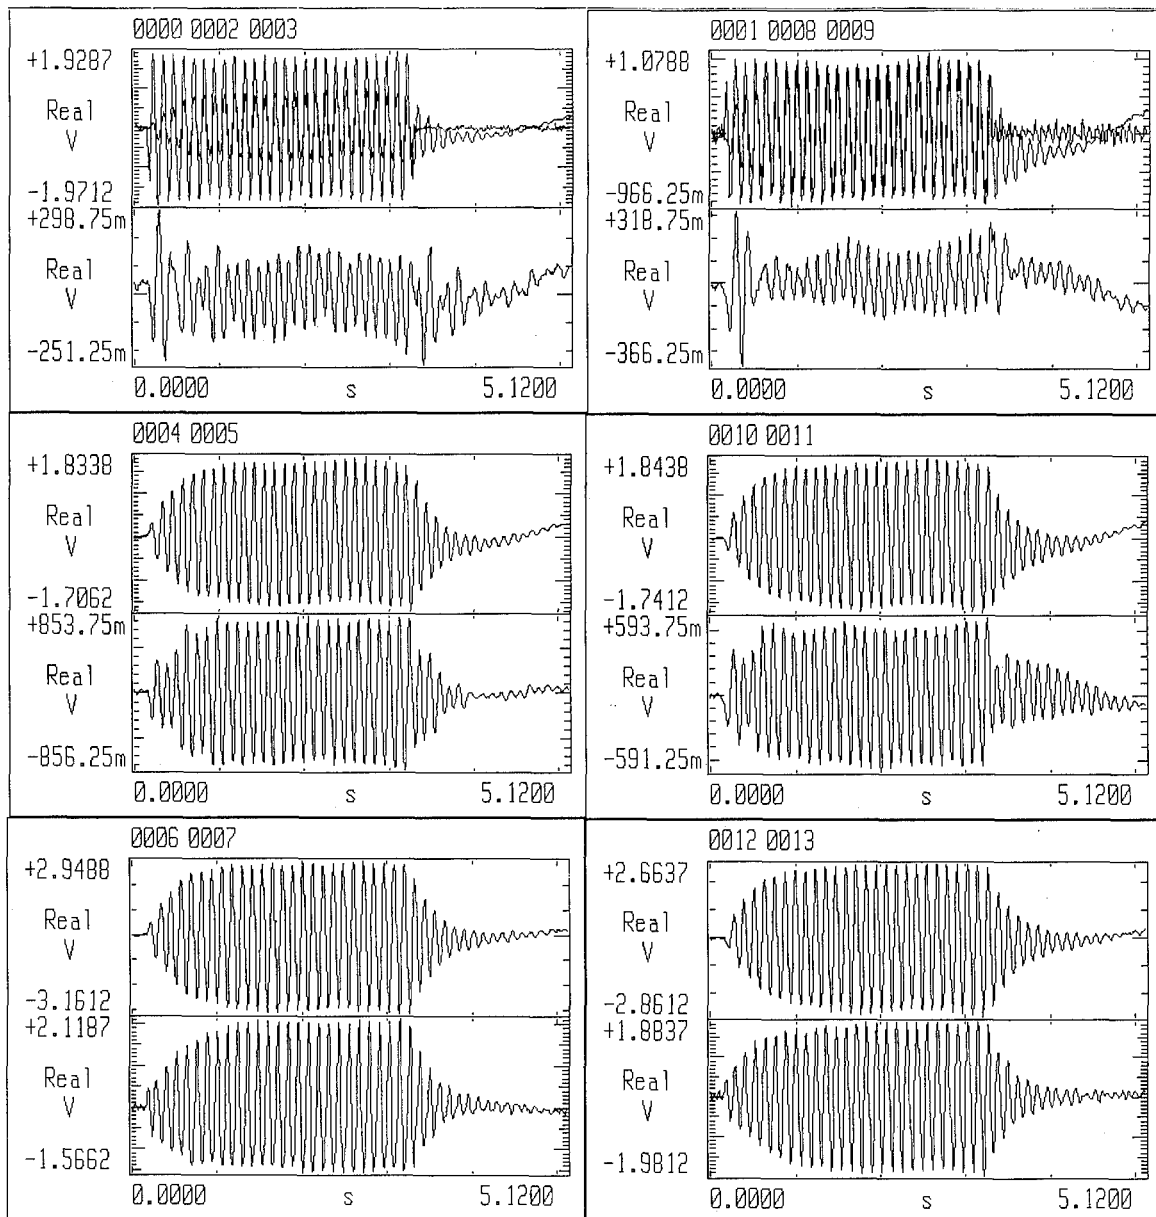 0000 0002 0003
+1.9287
Real
V
-1.9712
+298.75m
Real
V
-251.25m
0.0000 s 5.1200
0001 0008 0009
+1.0788
Real
V
-966.25m
+318.75m
Real
V
-366.25m
0.0000 s 5.1200
0004 0005
+1.8338
Real
V
-1.7062
+853.75m
Real
V
-856.25m
0.0000 s 5.1200
0010 0011
+1.8438
Real
V
-1.7412
+593.75m
Real
V
-591.25m
0.0000 s 5.1200
0006 0007
+2.9488
Real
V
-3.1612
+2.1187
Real
V
-1.5662
0.0000 s 5.1200
0012 0013
+2.6637
Real
V
-2.8612
+1.8837
Real
V
-1.9812
0.0000 s 5.1200